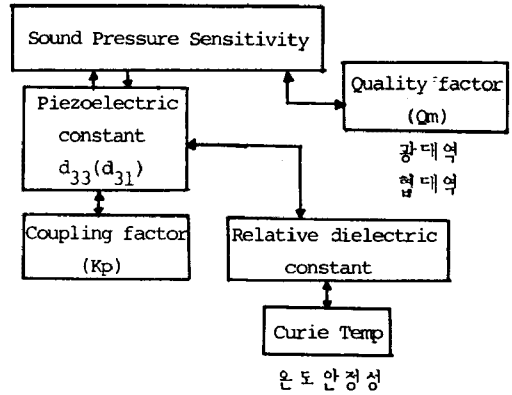 Sound Pressure Sensitivity
Piezoelectric
constant
d33(d31)
Quality factor
(Qm)
광대역
협대역
Coupling factor
(Kp)
Relative dielectric
constant
Curie Temp
온도안정성